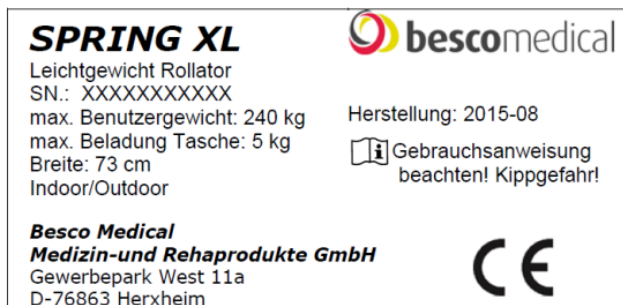 SPRING XL
Leichtgewicht Rollator
SN.: XXXXXXXXXXX
max. Benutzergewicht: 240 kg
max. Beladung Tasche: 5 kg
Breite: 73 cm
Indoor/Outdoor
Besco Medical
Medizin-und Rehaprodukte GmbH
Gewerbepark West 11a
D-76863 Herxheim
bescomedical
Herstellung: 2015-08
i Gebrauchsanweisung
beachten! Kippgefahr!
CE